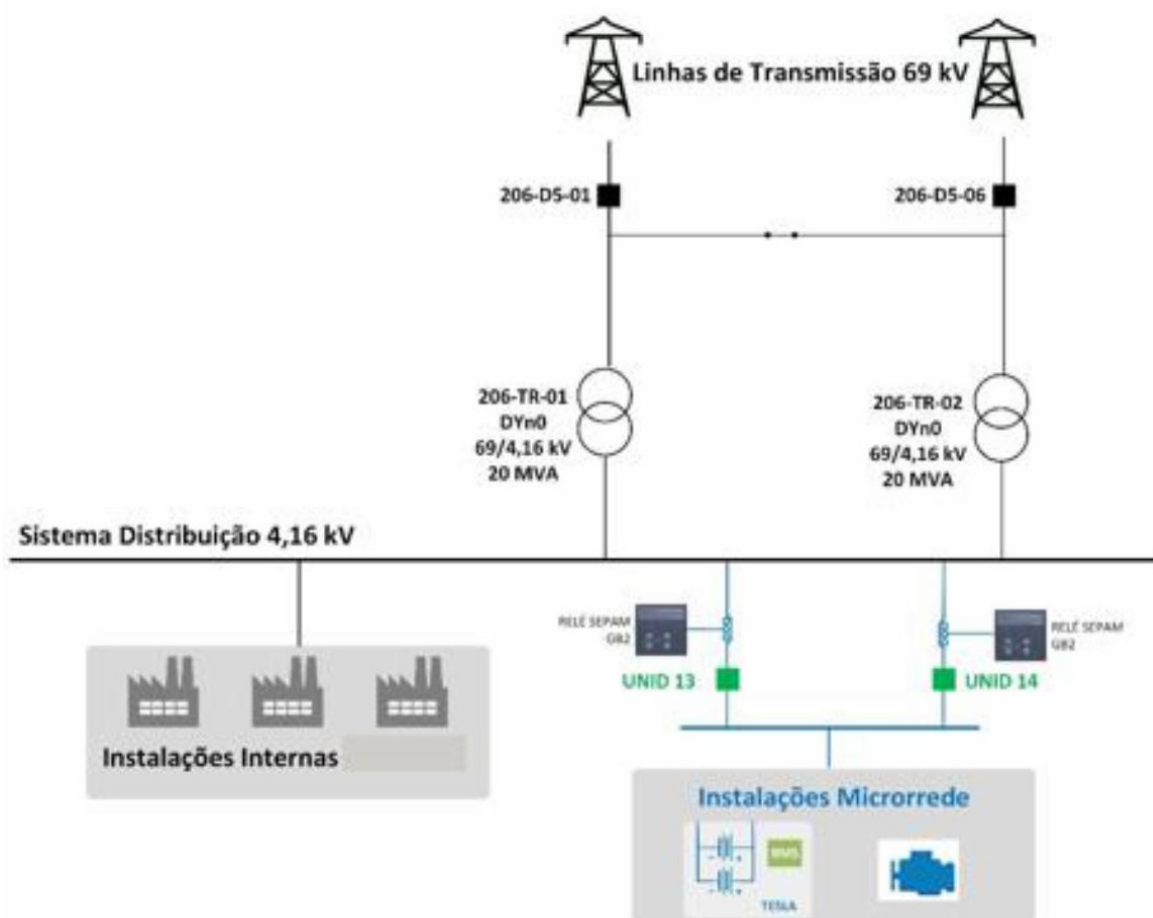 Linhas de Transmissão 69 kV
206-D5-01
206-D5-06
206-TR-01
DYn0
69/4,16 kV
20 MVA
206-TR-02
DYn0
69/4,16 kV
20 MVA
Sistema Distribuição 4,16 kV
RELÉ SEPAM
G82
RELÉ SEPAM
G82
UNID 13
UNID 14
Instalações Internas
Instalações Microrrede
BMS
TESLA